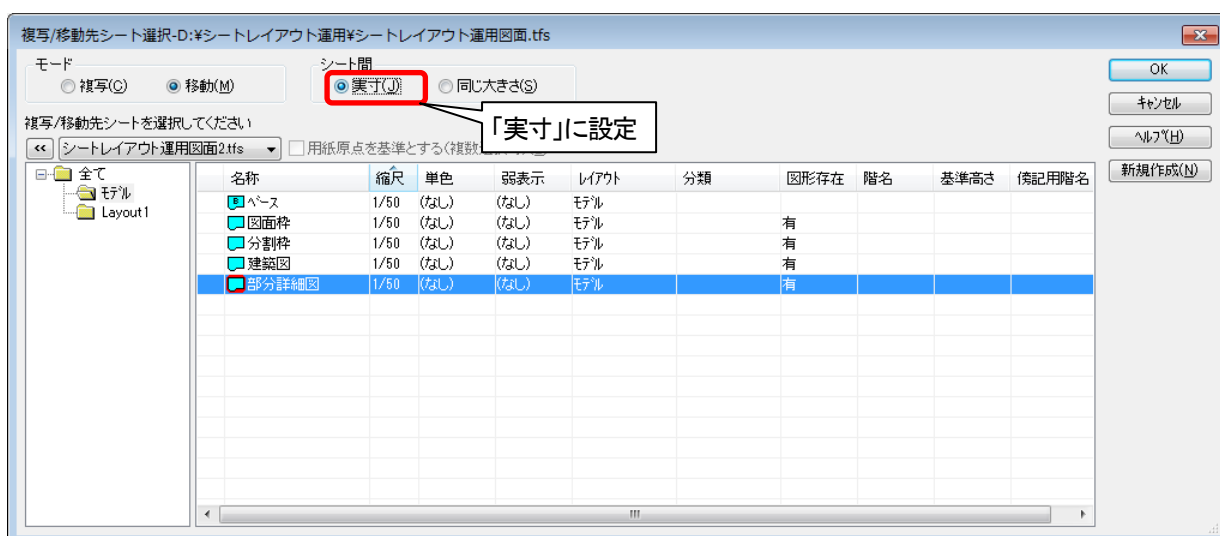 複写/移動先シート選択-D:¥シートレイアウト運用¥シートレイアウト運用図面.tfs
モード
複写(C) 移動(M)
シート間
実寸(J) 同じ大きさ(S)
「実寸」に設定
OK
キャンセル
ヘルプ(H)
新規作成(N)
複写/移動先シートを選択してください
<< シートレイアウト運用図面2.tfs 用紙原点を基準とする(複数
全て
モデル
Layout1
名称 縮尺 単色 弱表示 レイアウト 分類 図形存在 階名 基準高さ 傍記用階名
B ベース 1/50 (なし) (なし) モデル
図面枠 1/50 (なし) (なし) モデル 有
分割枠 1/50 (なし) (なし) モデル 有
建築図 1/50 (なし) (なし) モデル 有
部分詳細図 1/50 (なし) (なし) モデル 有